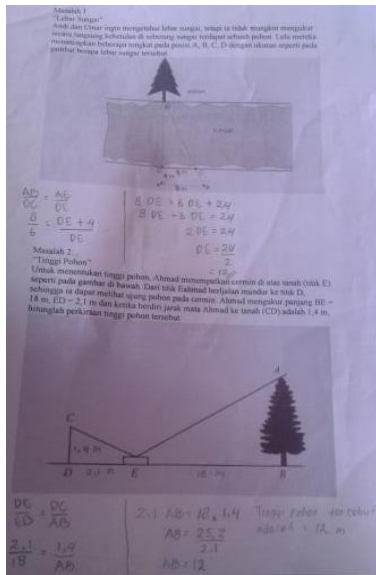 Masalah 1
"Lebar Sungai"
Andi dan Umar ingin mengetahui lebar sungai, tetapi ia tidak mungkin mengukur
secara langsung kebetulan di seberang sungai terdapat sebuah pohon. Lalu mereka
menancapkan beberapa tongkat pada posisi A, B, C, D dengan ukuran seperti pada
gambar berapa lebar sungai tersebut
pohon
sungai
AB/DC = AE/DE
8/6 = DE + 4/DE
8 DE = 6 DE + 24
8 DE - 6 DE = 24
2 DE = 24
DE = 24/2
= 12
Masalah 2.
"Tinggi Pohon"
Untuk menentukan tinggi pohon, Ahmad menempatkan cermin di atas tanah (titik E)
seperti pada gambar di bawah. Dari titik E ahmad berjalan mundur ke titik D,
sehingga ia dapat melihat ujung pohon pada cermin. Ahmad mengukur panjang BE =
18 m, ED = 2,1 m dan ketika berdiri jarak mata Ahmad ke tanah (CD) adalah 1,4 m,
hitunglah perkiraan tinggi pohon tersebut
A
C
1,4 m
D 2,1 m E 18 m B
DE/EB = DC/AB
2,1/18 = 1,4/AB
2,1 AB = 18 . 1,4
AB = 25,2/2,1
AB = 12
Tinggi pohon tersebut
adalah = 12 m